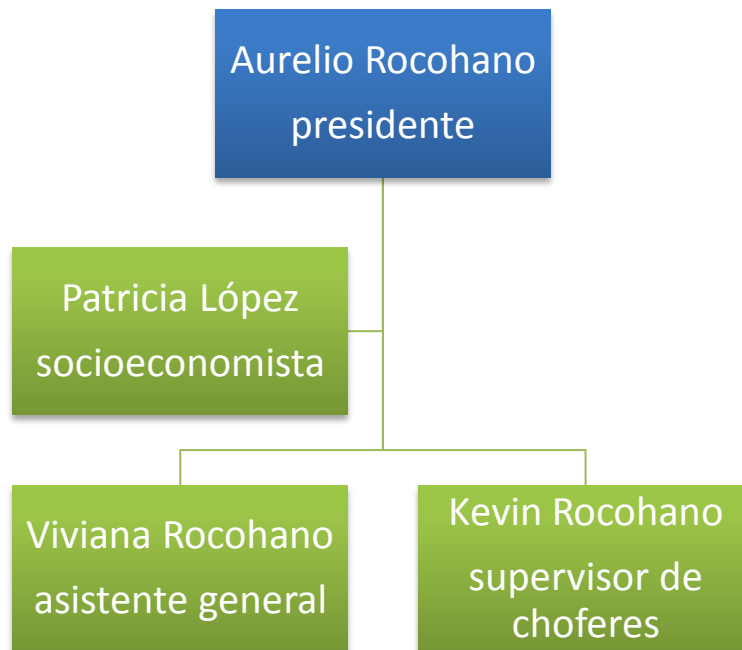 Aurelio Rocohano
presidente
Patricia López
socioeconomista
Viviana Rocohano
asistente general
Kevin Rocohano
supervisor de
choferes